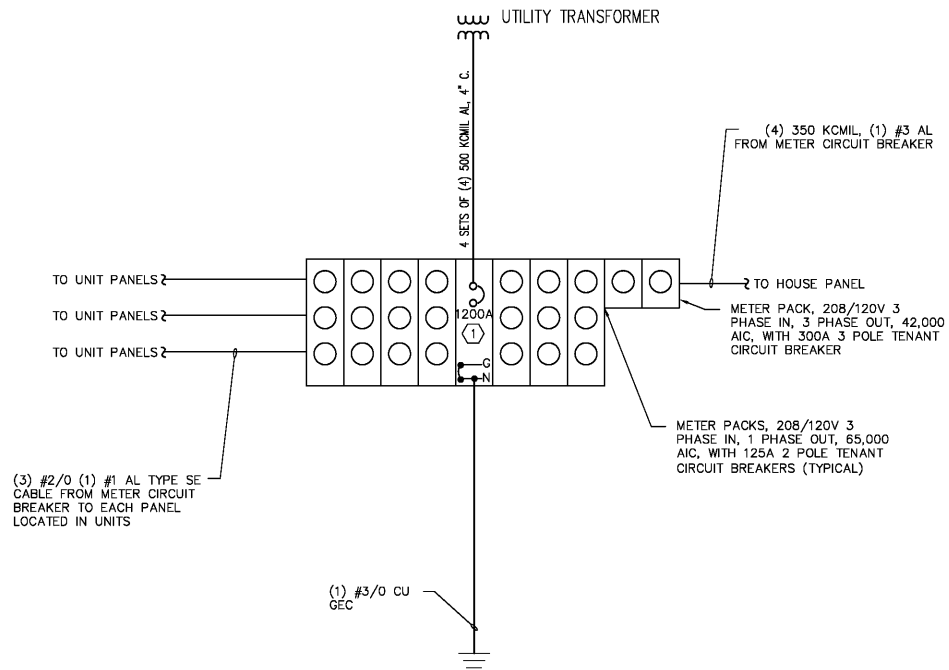 UTILITY TRANSFORMER
4 SETS OF (4) 500 KCMIL AL, 4" C.
(4) 350 KCMIL, (1) #3 AL
FROM METER CIRCUIT BREAKER
TO UNIT PANELS
TO UNIT PANELS
TO UNIT PANELS
1200A
1
G
N
TO HOUSE PANEL
METER PACK, 208/120V 3
PHASE IN, 3 PHASE OUT, 42,000
AIC, WITH 300A 3 POLE TENANT
CIRCUIT BREAKER
METER PACKS, 208/120V 3
PHASE IN, 1 PHASE OUT, 65,000
AIC, WITH 125A 2 POLE TENANT
CIRCUIT BREAKERS (TYPICAL)
(3) #2/0 (1) #1 AL TYPE SE
CABLE FROM METER CIRCUIT
BREAKER TO EACH PANEL
LOCATED IN UNITS
(1) #3/0 CU
GEC